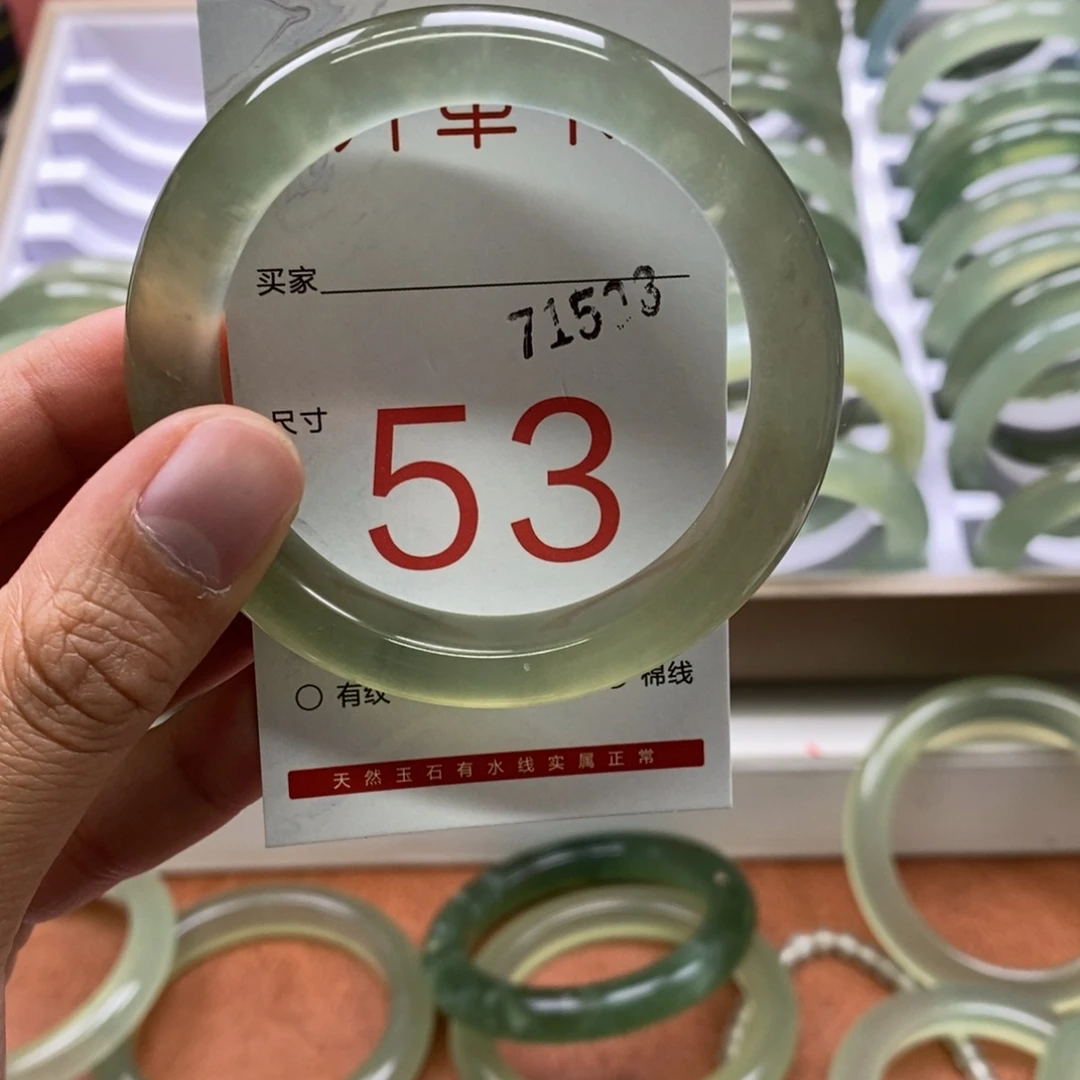 买家
尺寸 53
有纹 棉线
天然玉石有水线实属正常